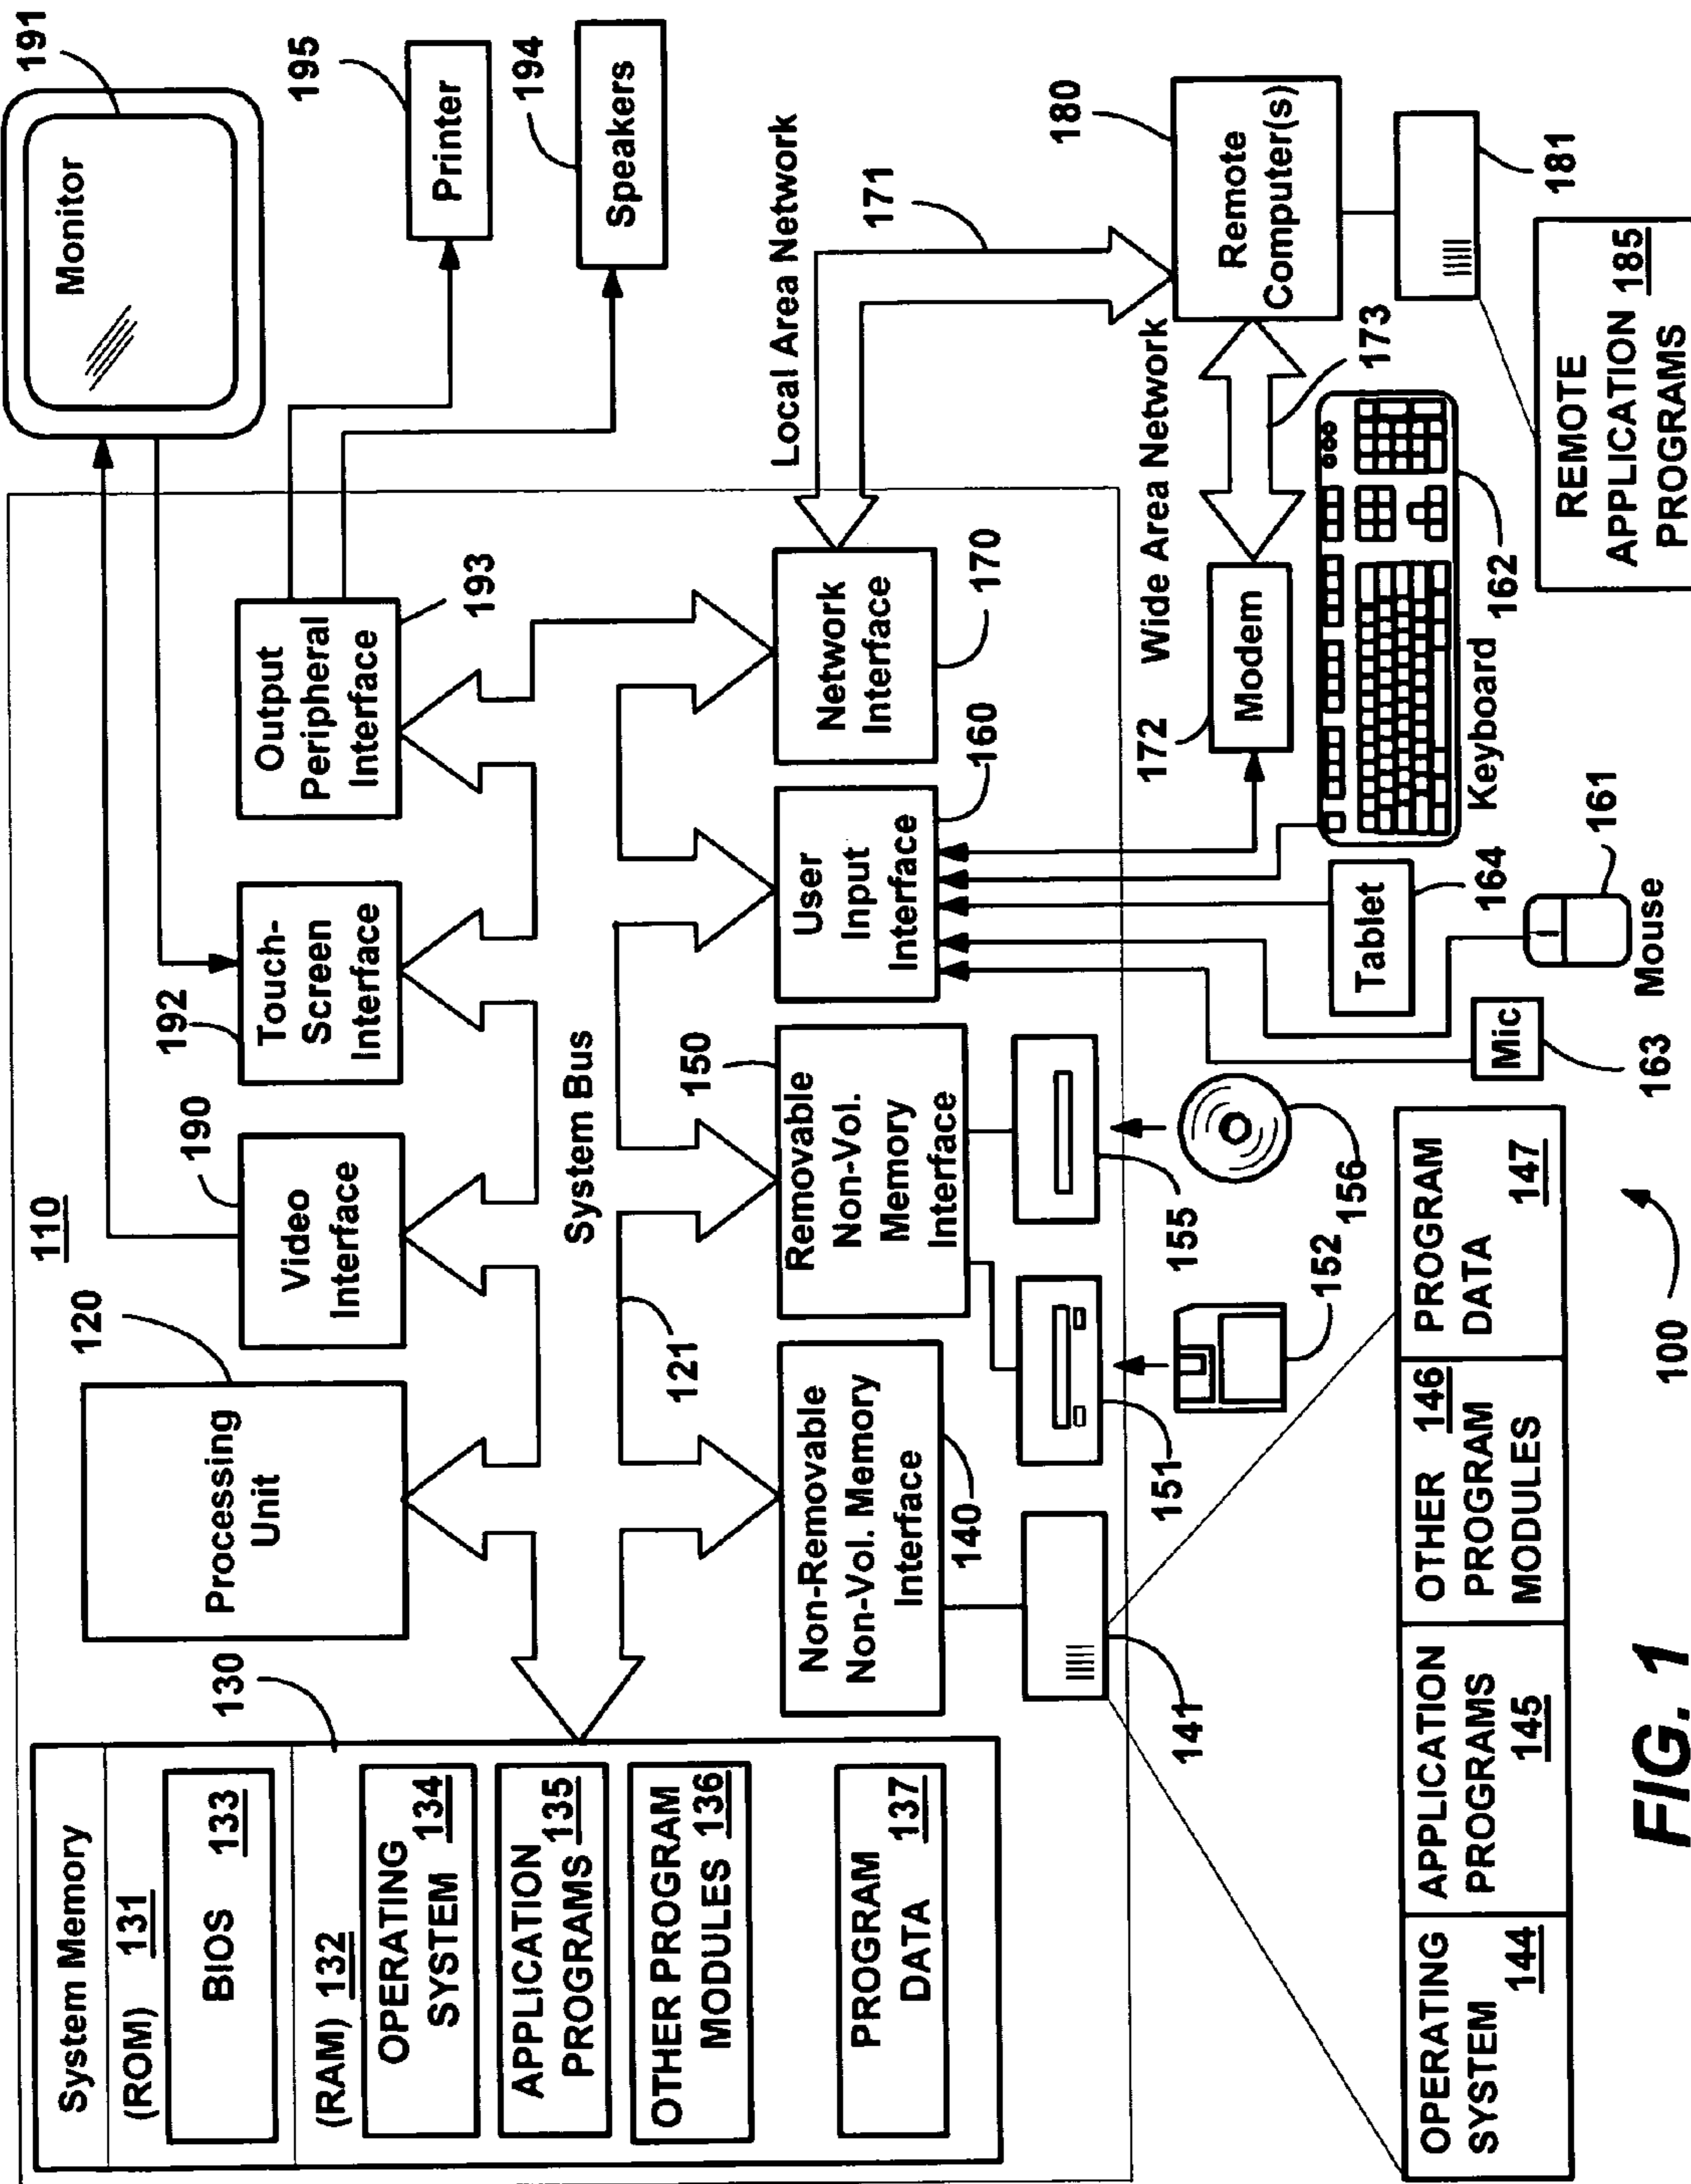 Monitor
191
110
120
190
System Memory
(ROM) 131
BIOS 133
130
(RAM) 132
OPERATING
SYSTEM 134
APPLICATION
PROGRAMS 135
OTHER PROGRAM
MODULES 136
PROGRAM
DATA 137
Processing
Unit
Video
Interface
192
Touch-
Screen
Interface
Output
Peripheral
Interface
193
195
Printer
194
Speakers
System Bus
121
150
Non-Removable
Non-Vol. Memory
Interface
140
Removable
Non-Vol.
Memory
Interface
User
Input
Interface
160
Network
Interface
170
Local Area Network
171
180
Remote
Computer(s)
172
Wide Area Network
173
Modem
141
151
155
152
156
Mic
163
Tablet
164
161
Mouse
Keyboard
162
181
REMOTE
APPLICATION 185
PROGRAMS
OPERATING
SYSTEM 144
APPLICATION
PROGRAMS
145
OTHER 146
PROGRAM
MODULES
PROGRAM
DATA 147
100
FIG. 1